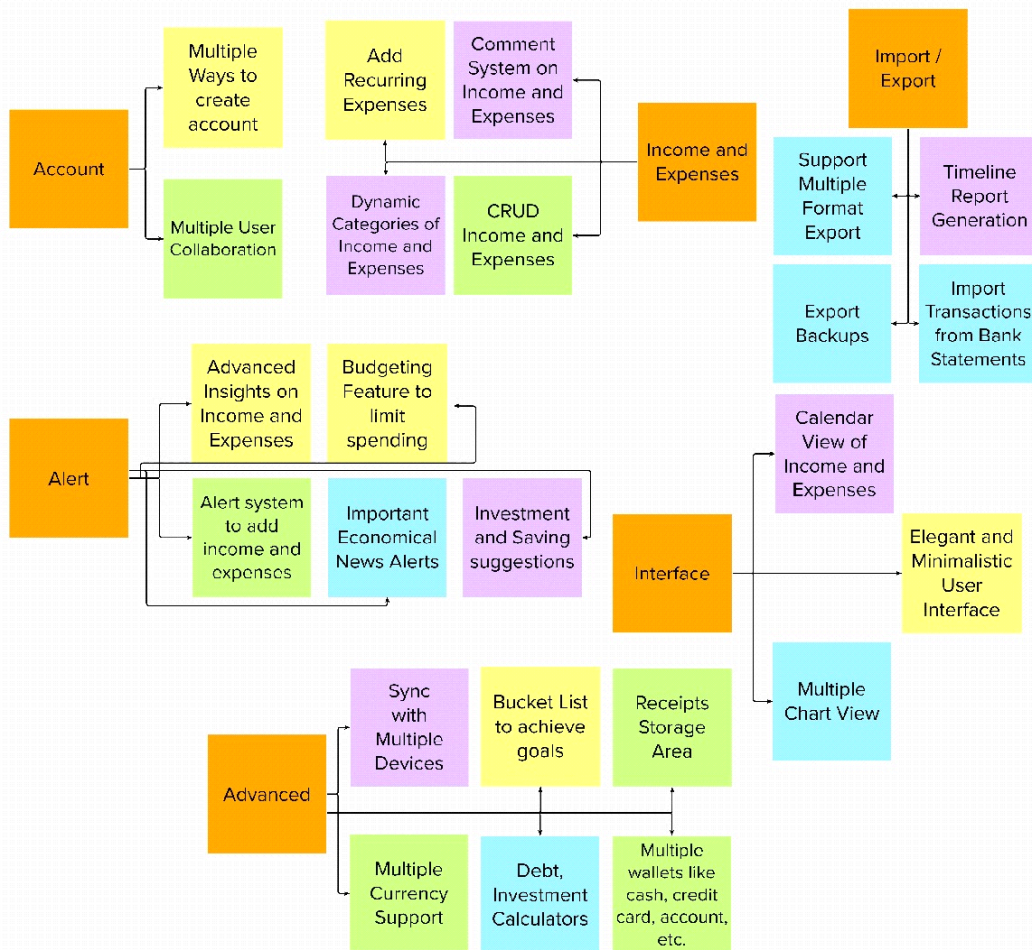 Account
Multiple
Ways to
create
account
Multiple User
Collaboration
Add
Recurring
Expenses
Comment
System on
Income and
Expenses
Dynamic
Categories of
Income and
Expenses
CRUD
Income and
Expenses
Income and
Expenses
Import /
Export
Support
Multiple
Format
Export
Timeline
Report
Generation
Export
Backups
Import
Transactions
from Bank
Statements
Alert
Advanced
Insights on
Income and
Expenses
Budgeting
Feature to
limit
spending
Alert system
to add
income and
expenses
Important
Economical
News Alerts
Investment
and Saving
suggestions
Interface
Calendar
View of
Income and
Expenses
Elegant and
Minimalistic
User
Interface
Multiple
Chart View
Advanced
Sync
with
Multiple
Devices
Bucket List
to achieve
goals
Receipts
Storage
Area
Multiple
Currency
Support
Debt,
Investment
Calculators
Multiple
wallets like
cash, credit
card, account,
etc.